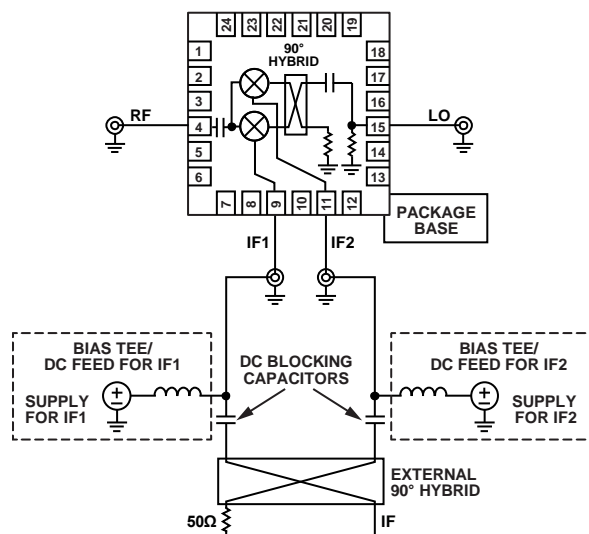 24 23 22 21 20 19
90°
HYBRID
1
2
3
4
5
6
18
17
16
15
14
13
RF
LO
7 8 9 10 11 12
PACKAGE
BASE
IF1
IF2
BIAS TEE/
DC FEED FOR IF1
SUPPLY
FOR IF1
DC BLOCKING
CAPACITORS
BIAS TEE/
DC FEED FOR IF2
SUPPLY
FOR IF2
EXTERNAL
90° HYBRID
50Ω
IF